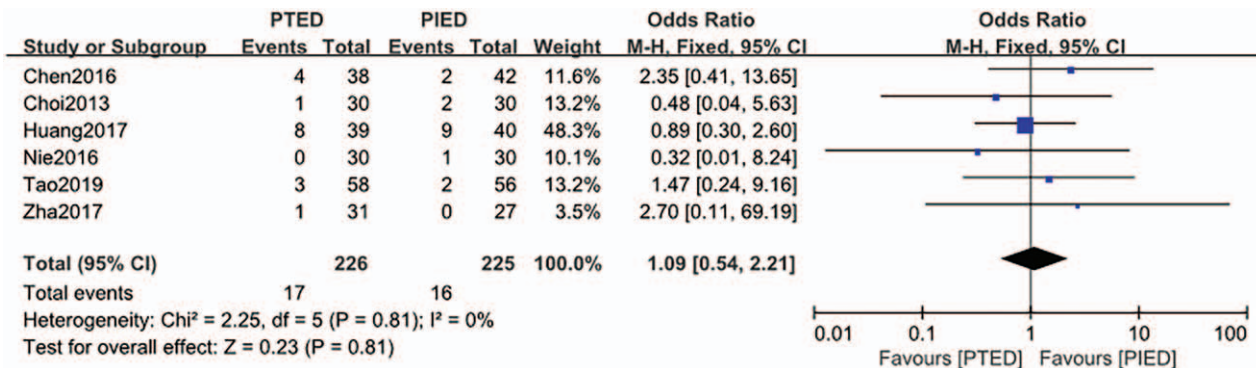 PTED PIED Odds Ratio Odds Ratio
Study or Subgroup Events Total Events Total Weight M-H, Fixed, 95% CI M-H, Fixed, 95% CI
Chen2016 4 38 2 42 11.6% 2.35 [0.41, 13.65]
Choi2013 1 30 2 30 13.2% 0.48 [0.04, 5.63]
Huang2017 8 39 9 40 48.3% 0.89 [0.30, 2.60]
Nie2016 0 30 1 30 10.1% 0.32 [0.01, 8.24]
Tao2019 3 58 2 56 13.2% 1.47 [0.24, 9.16]
Zha2017 1 31 0 27 3.5% 2.70 [0.11, 69.19]
Total (95% CI) 226 225 100.0% 1.09 [0.54, 2.21]
Total events 17 16
Heterogeneity: Chi² = 2.25, df = 5 (P = 0.81); I² = 0%
Test for overall effect: Z = 0.23 (P = 0.81)
0.01 0.1 1 10 100
Favours [PTED] Favours [PIED]